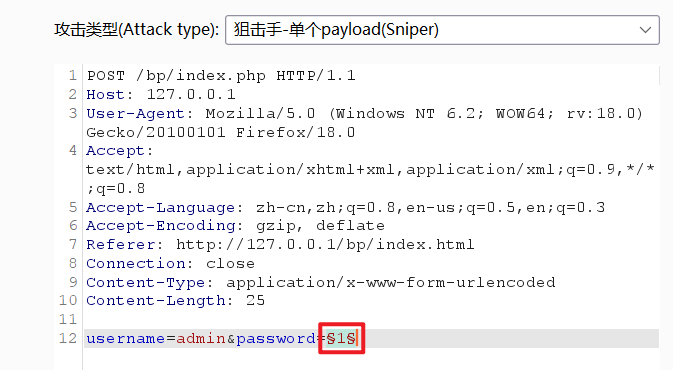 攻击类型(Attack type): 狙击手-单个payload(Sniper)
1 POST /bp/index.php HTTP/1.1
2 Host: 127.0.0.1
3 User-Agent: Mozilla/5.0 (Windows NT 6.2; WOW64; rv:18.0)
Gecko/20100101 Firefox/18.0
4 Accept:
text/html,application/xhtml+xml,application/xml;q=0.9,*/*
;q=0.8
5 Accept-Language: zh-cn,zh;q=0.8,en-us;q=0.5,en;q=0.3
6 Accept-Encoding: gzip, deflate
7 Referer: http://127.0.0.1/bp/index.html
8 Connection: close
9 Content-Type: application/x-www-form-urlencoded
10 Content-Length: 25
11
12 username=admin&password=§1§